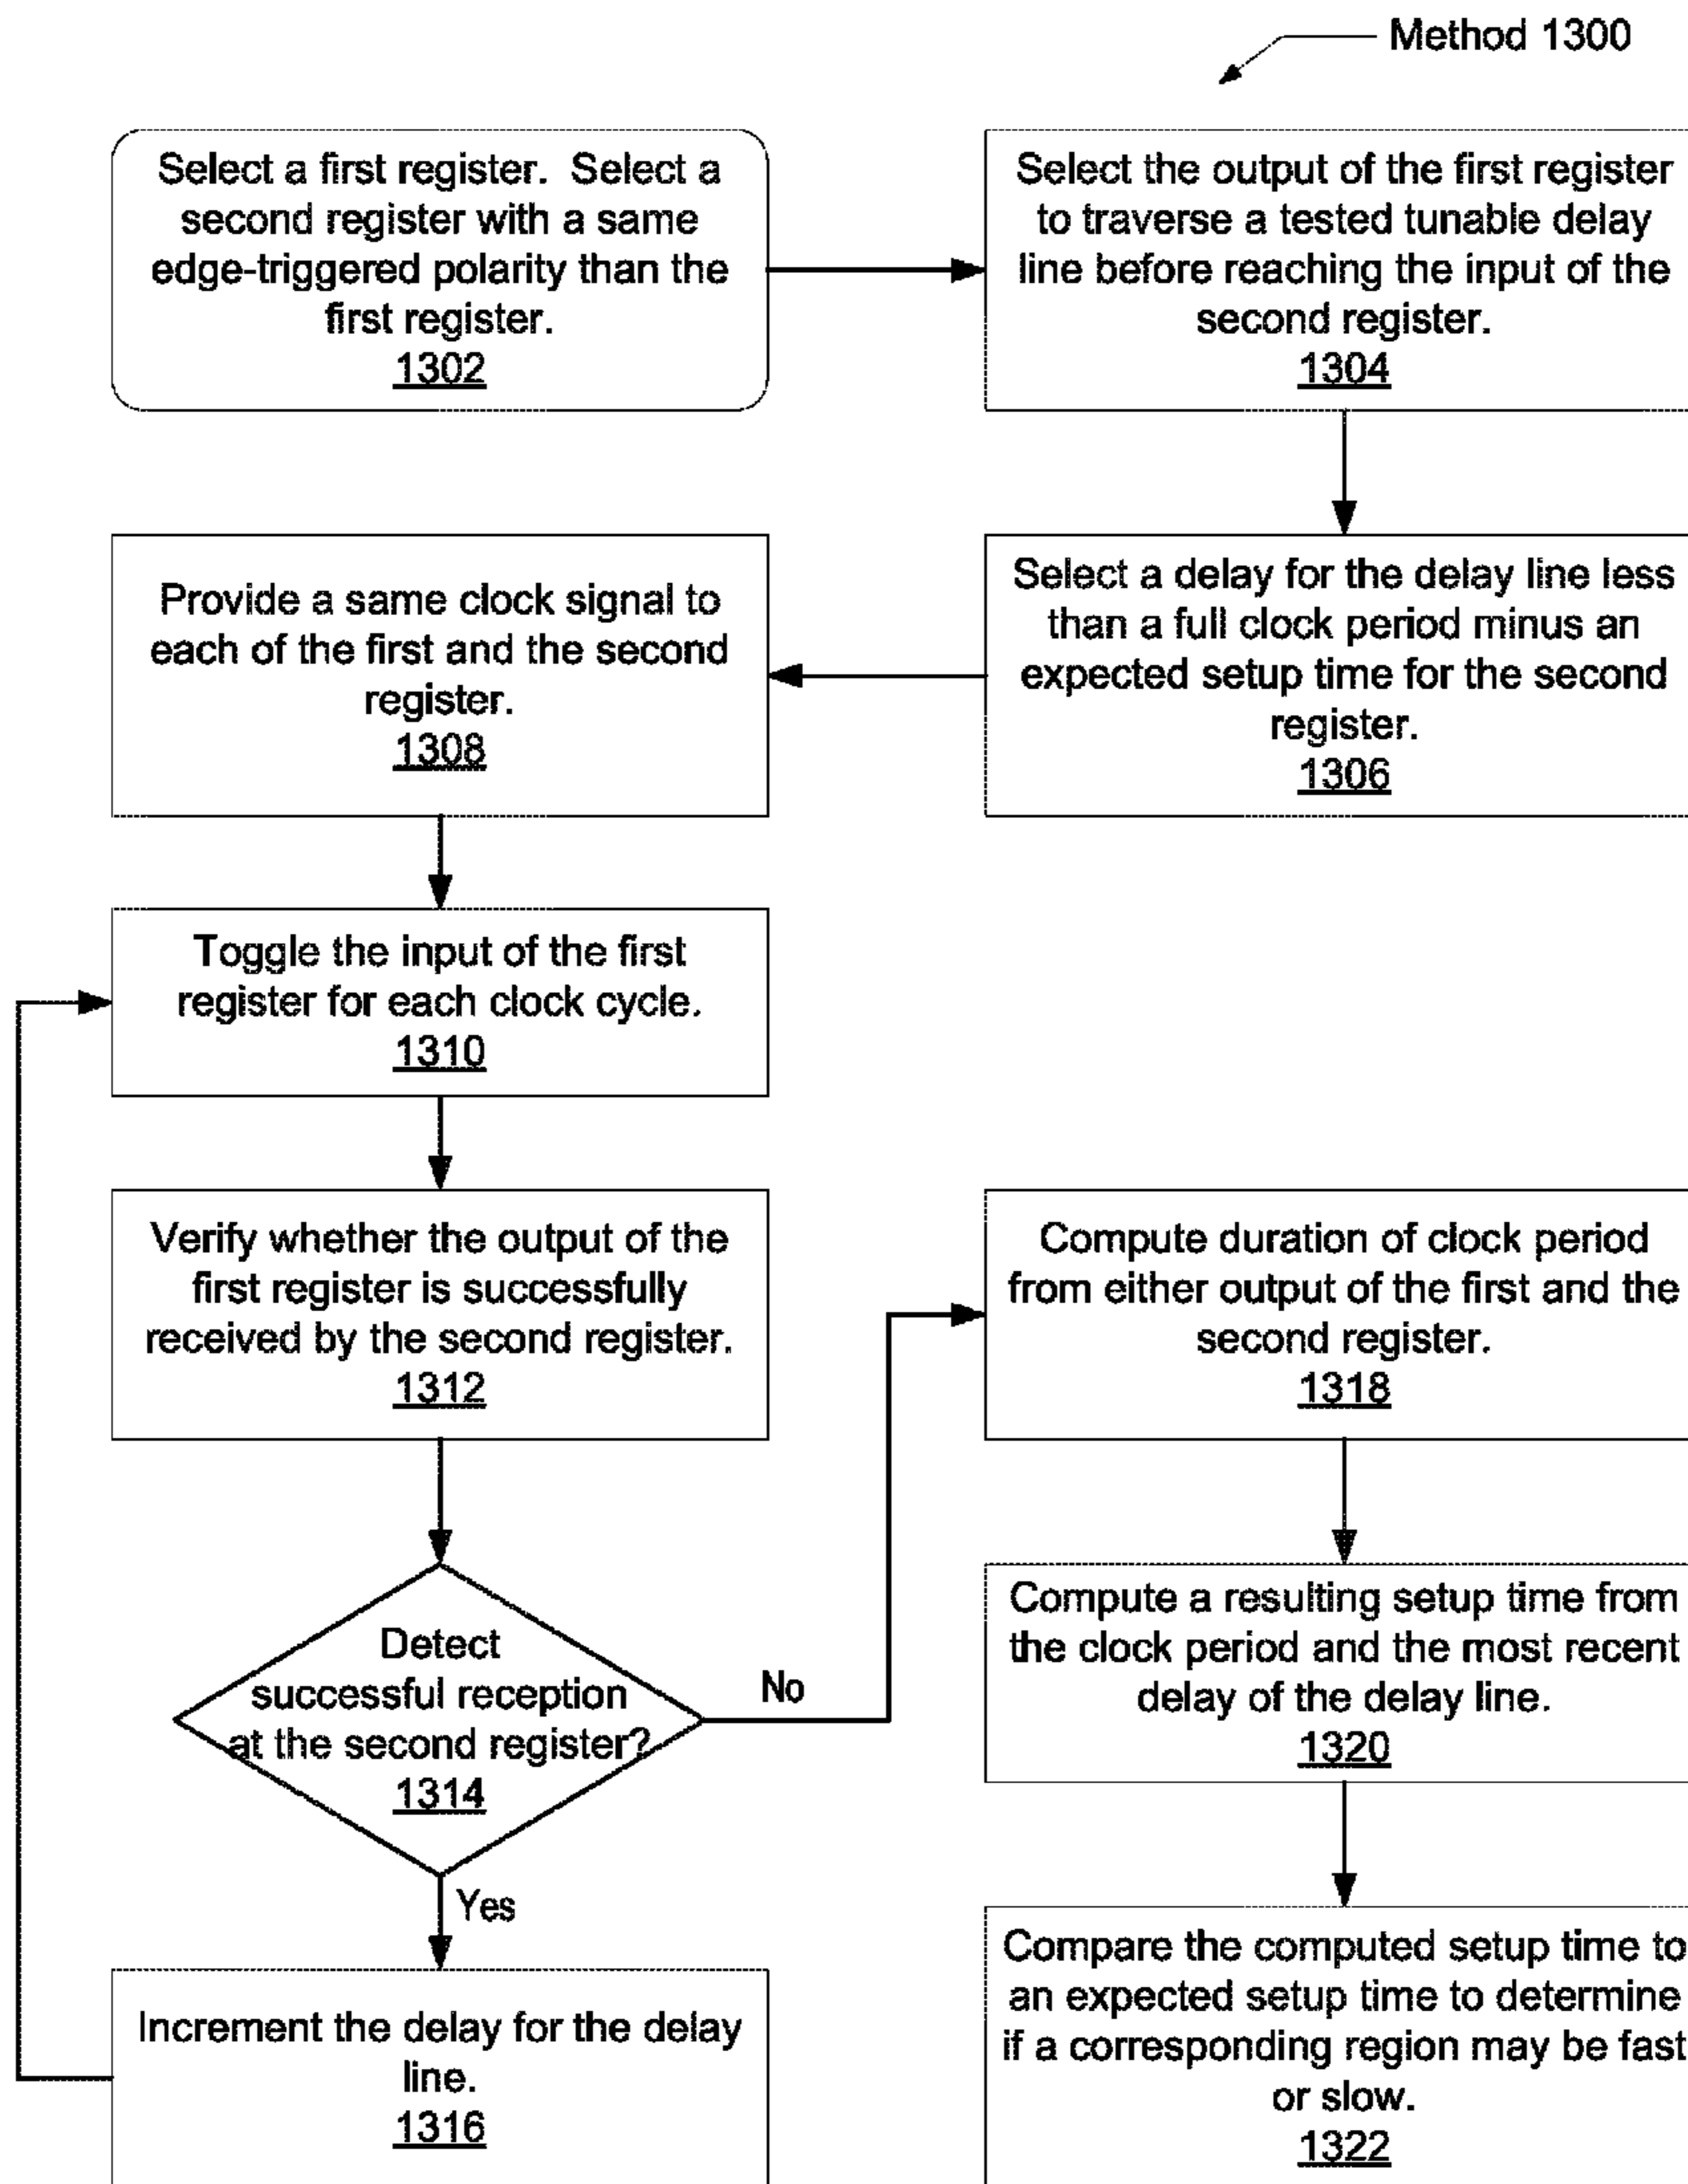 Method 1300
Select a first register. Select a
second register with a same
edge-triggered polarity than the
first register.
1302
Select the output of the first register
to traverse a tested tunable delay
line before reaching the input of the
second register.
1304
Select a delay for the delay line less
than a full clock period minus an
expected setup time for the second
register.
1306
Provide a same clock signal to
each of the first and the second
register.
1308
Toggle the input of the first
register for each clock cycle.
1310
Verify whether the output of the
first register is successfully
received by the second register.
1312
Detect
successful reception
at the second register?
1314
No
Yes
Increment the delay for the delay
line.
1316
Compute duration of clock period
from either output of the first and the
second register.
1318
Compute a resulting setup time from
the clock period and the most recent
delay of the delay line.
1320
Compare the computed setup time to
an expected setup time to determine
if a corresponding region may be fast
or slow.
1322